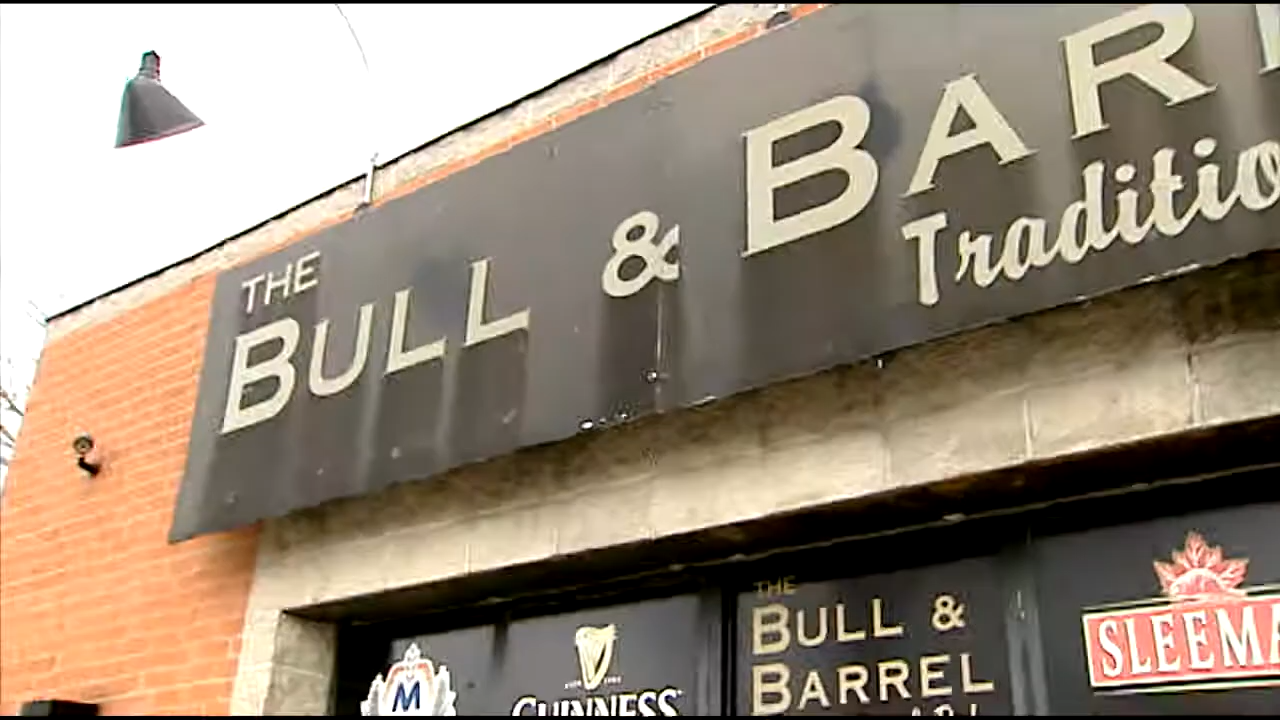 THE
BULL & BAR
Traditio
THE
BULL &
BARREL
SLEEMA
M
GUINNESS